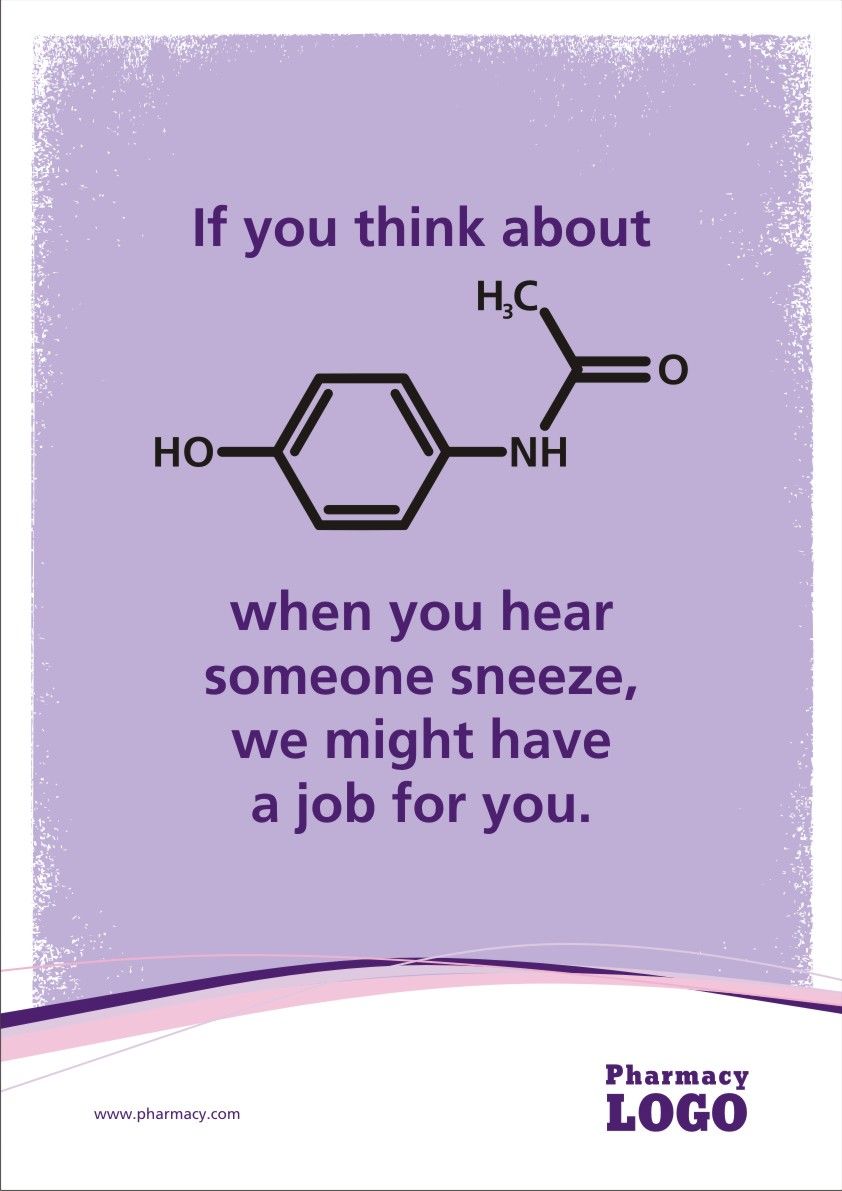 If you think about
H₃C
O
HO
NH
when you hear
someone sneeze,
we might have
a job for you.
www.pharmacy.com
Pharmacy
LOGO